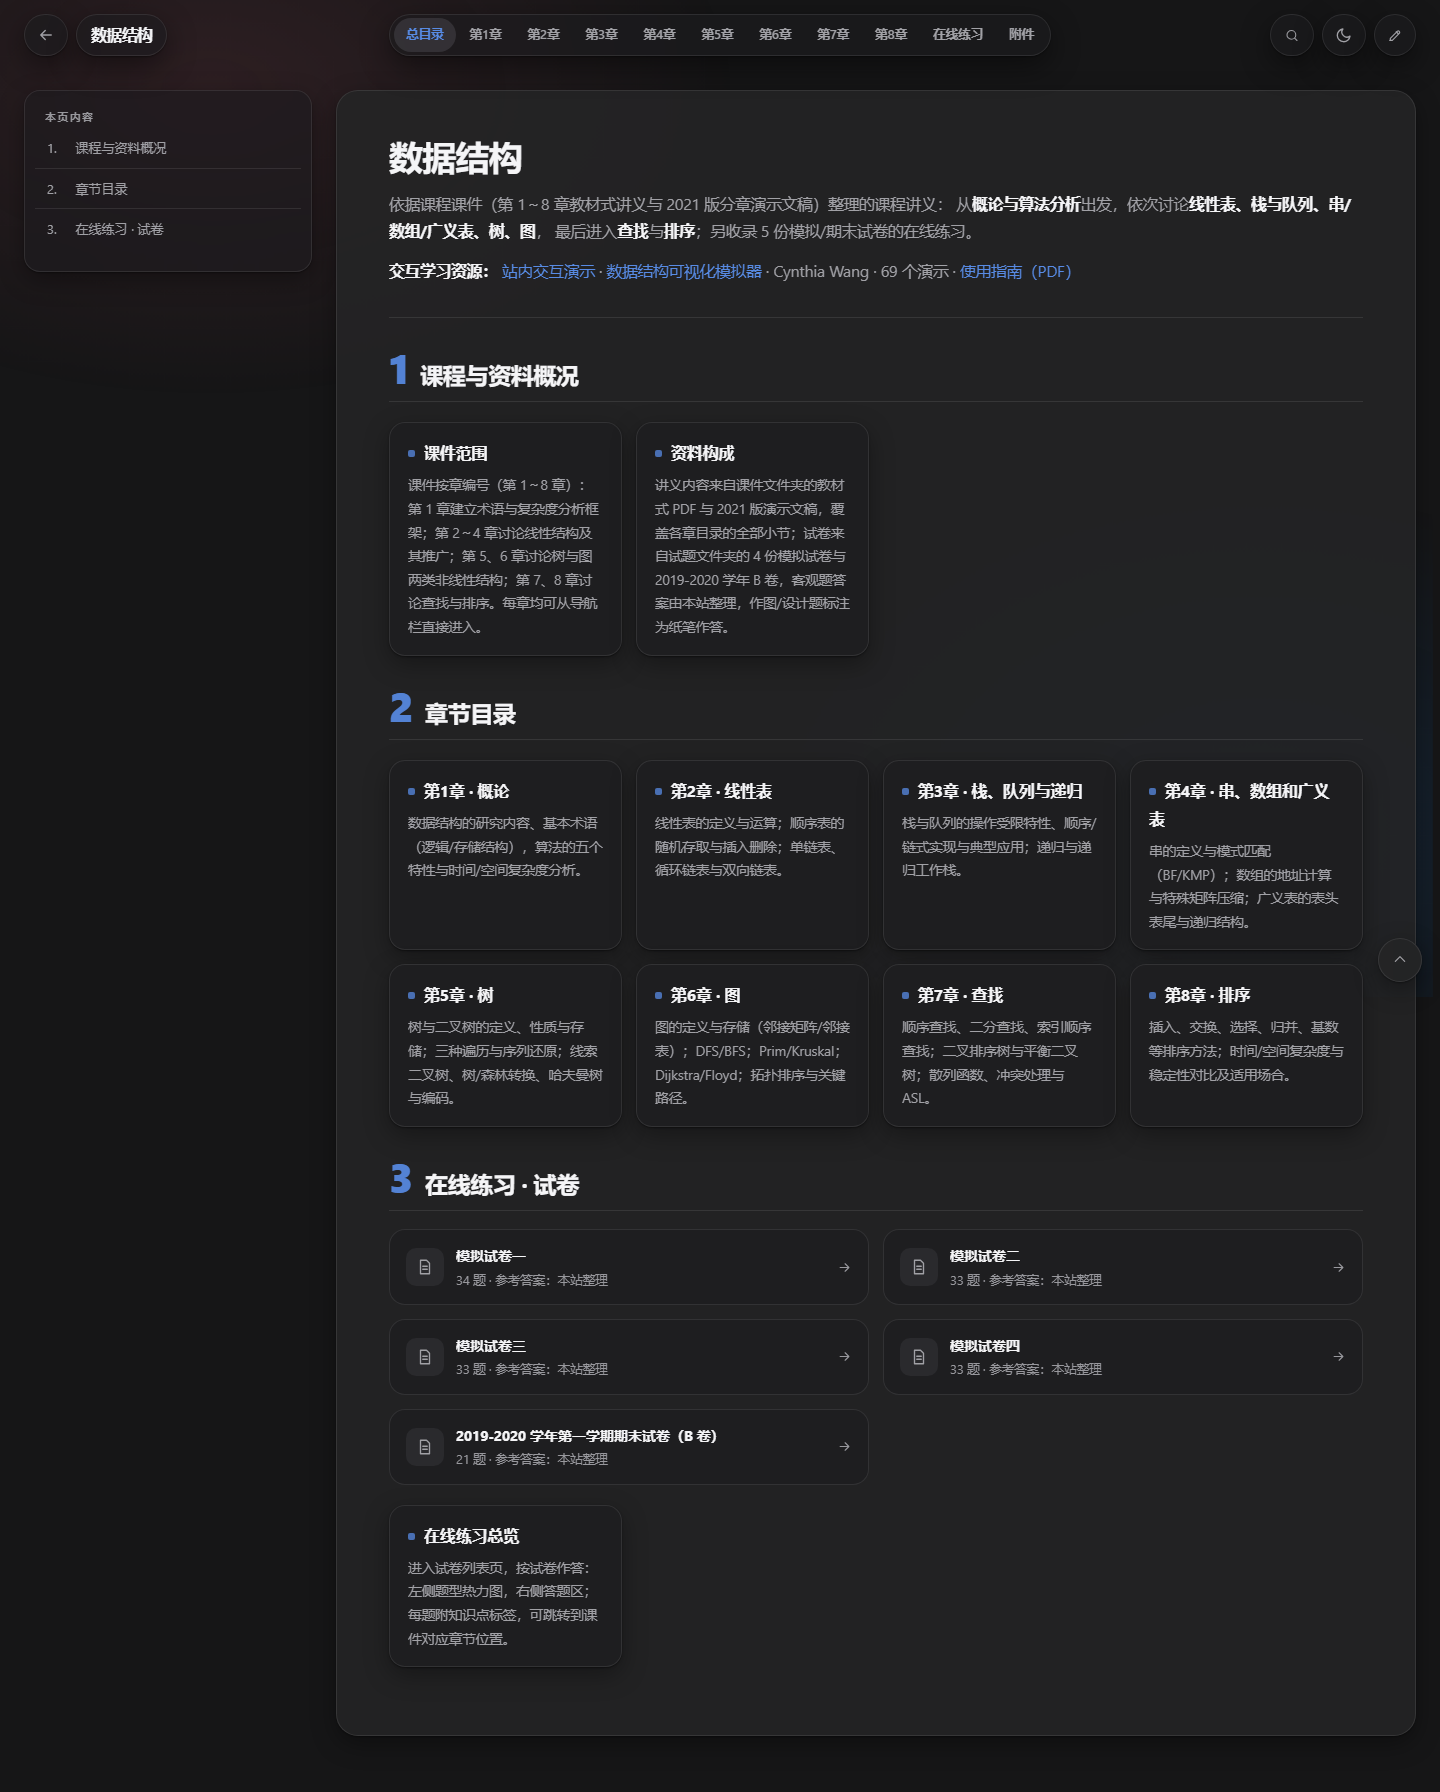 数据结构
总目录 第1章 第2章 第3章 第4章 第5章 第6章 第7章 第8章 在线练习 附件
本页内容
1. 课程与资料概况
2. 章节目录
3. 在线练习 · 试卷
数据结构
依据课程课件（第 1～8 章教材式讲义与 2021 版分章演示文稿）整理的课程讲义： 从概论与算法分析出发，依次讨论线性表、栈与队列、串/
数组/广义表、树、图， 最后进入查找与排序；另收录 5 份模拟/期末试卷的在线练习。
交互学习资源： 站内交互演示 · 数据结构可视化模拟器 · Cynthia Wang · 69 个演示 · 使用指南（PDF）
1 课程与资料概况
课件范围
课件按章编号（第 1～8 章）：
第 1 章建立术语与复杂度分析框
架；第 2～4 章讨论线性结构及
其推广；第 5、6 章讨论树与图
两类非线性结构；第 7、8 章讨
论查找与排序。每章均可从导航
栏直接进入。
资料构成
讲义内容来自课件文件夹的教材
式 PDF 与 2021 版演示文稿，覆
盖各章目录的全部小节；试卷来
自试题文件夹的 4 份模拟试卷与
2019-2020 学年 B 卷，客观题答
案由本站整理，作图/设计题标注
为纸笔作答。
2 章节目录
第1章 · 概论
数据结构的研究内容、基本术语
（逻辑/存储结构），算法的五个
特性与时间/空间复杂度分析。
第2章 · 线性表
线性表的定义与运算；顺序表的
随机存取与插入删除；单链表、
循环链表与双向链表。
第3章 · 栈、队列与递归
栈与队列的操作受限特性、顺序/
链式实现与典型应用；递归与递
归工作栈。
第4章 · 串、数组和广义
表
串的定义与模式匹配
（BF/KMP）；数组的地址计算
与特殊矩阵压缩；广义表的表头
表尾与递归结构。
第5章 · 树
树与二叉树的定义、性质与存
储；三种遍历与序列还原；线索
二叉树、树/森林转换、哈夫曼树
与编码。
第6章 · 图
图的定义与存储（邻接矩阵/邻接
表）；DFS/BFS；Prim/Kruskal；
Dijkstra/Floyd；拓扑排序与关键
路径。
第7章 · 查找
顺序查找、二分查找、索引顺序
查找；二叉排序树与平衡二叉
树；散列函数、冲突处理与
ASL。
第8章 · 排序
插入、交换、选择、归并、基数
等排序方法；时间/空间复杂度与
稳定性对比及适用场合。
3 在线练习 · 试卷
模拟试卷一
34 题 · 参考答案：本站整理
模拟试卷二
33 题 · 参考答案：本站整理
模拟试卷三
33 题 · 参考答案：本站整理
模拟试卷四
33 题 · 参考答案：本站整理
2019-2020 学年第一学期期末试卷（B 卷）
21 题 · 参考答案：本站整理
在线练习总览
进入试卷列表页，按试卷作答：
左侧题型热力图，右侧答题区；
每题附知识点标签，可跳转到课
件对应章节位置。